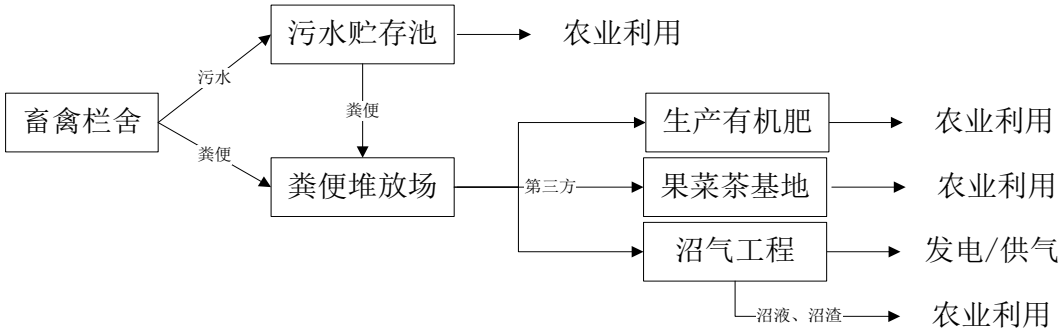 污水贮存池
农业利用
污水
畜禽栏舍
粪便
粪便
粪便堆放场
第三方
生产有机肥
农业利用
果菜茶基地
农业利用
沼气工程
发电/供气
沼液、沼渣
农业利用